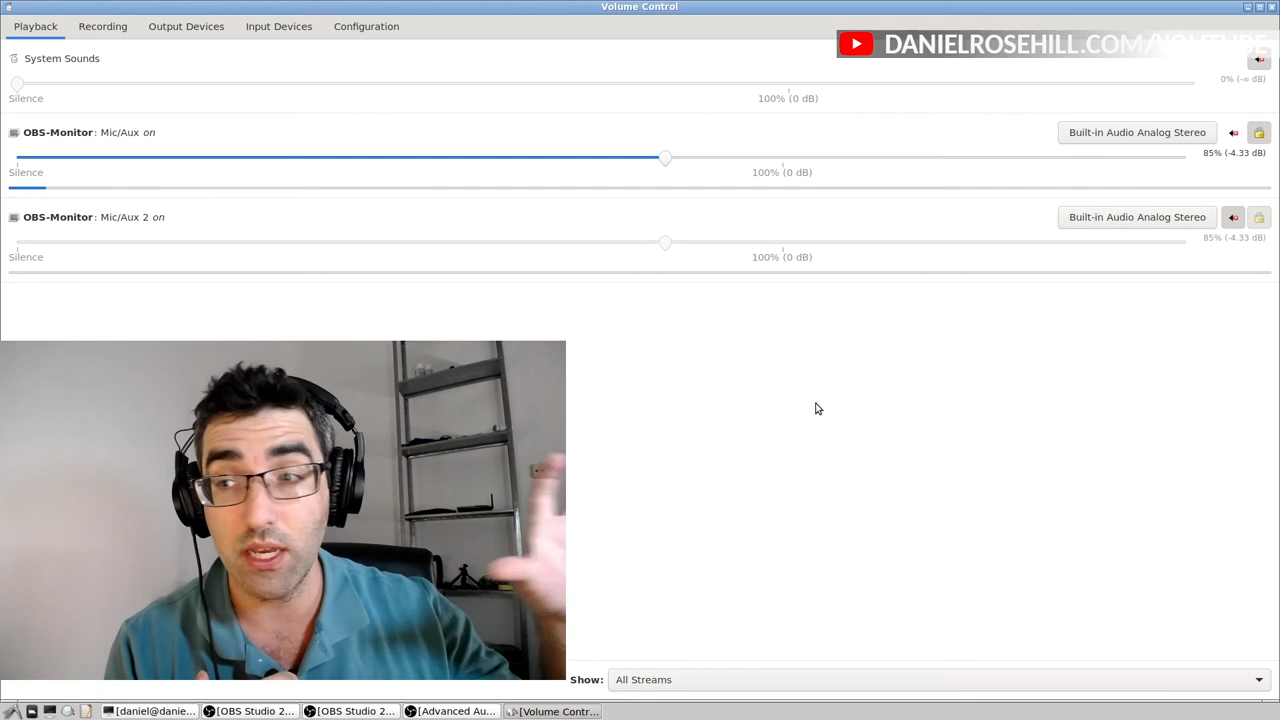 Volume Control
Playback Recording Output Devices Input Devices Configuration
DANIELROSEHILL.COM/YOUTUBE
System Sounds
0% (-∞ dB)
Silence 100% (0 dB)
OBS-Monitor: Mic/Aux on Built-in Audio Analog Stereo
85% (-4.33 dB)
Silence 100% (0 dB)
OBS-Monitor: Mic/Aux 2 on Built-in Audio Analog Stereo
85% (-4.33 dB)
Silence 100% (0 dB)
Show: All Streams
[daniel@danie... [OBS Studio 2... [OBS Studio 2... [Advanced Au... [Volume Contr...